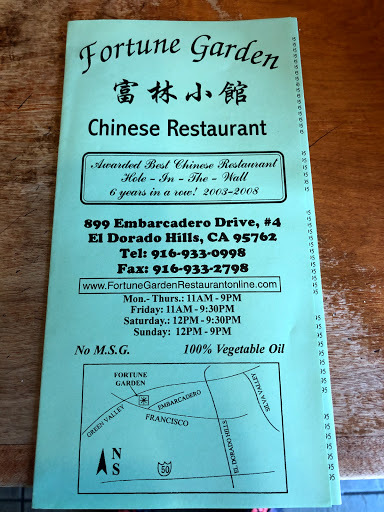 Fortune Garden
富林小館
Chinese Restaurant
Awarded Best Chinese Restaurant
Hole - In - The - Wall
6 years in a row! 2003-2008
899 Embarcadero Drive, #4
El Dorado Hills, CA 95762
Tel: 916-933-0998
Fax: 916-933-2798
www.FortuneGardenRestaurantonline.com
Mon.- Thurs.: 11AM - 9PM
Friday: 11AM - 9:30PM
Saturday.: 12PM - 9:30PM
Sunday: 12PM - 9PM
No M.S.G. 100% Vegetable Oil
FORTUNE
GARDEN
GREEN VALLEY
EMBARCADERO
FRANCISCO
EL DORADO HILLS
SILVA VALLEY
N
S
50